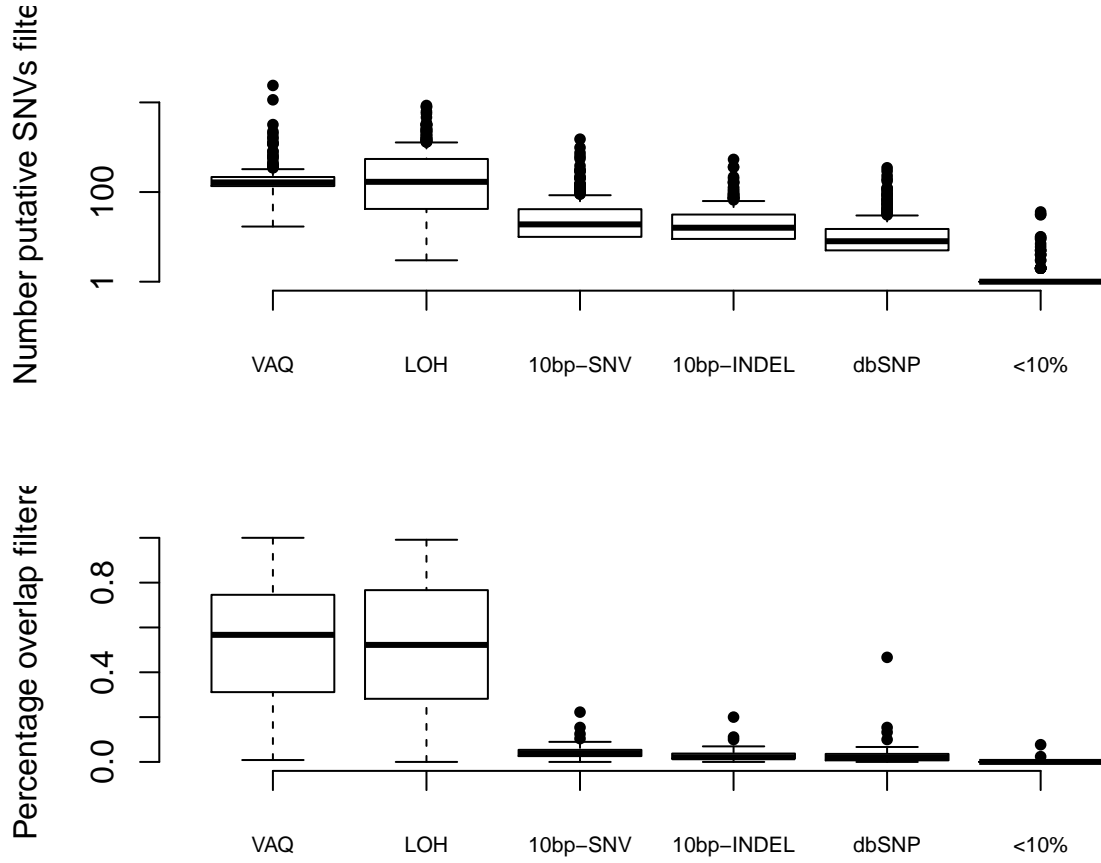 Number putative SNVs filte
100
1
VAQ LOH 10bp−SNV 10bp−INDEL dbSNP <10%
Percentage overlap filtere
0.8
0.4
0.0
VAQ LOH 10bp−SNV 10bp−INDEL dbSNP <10%